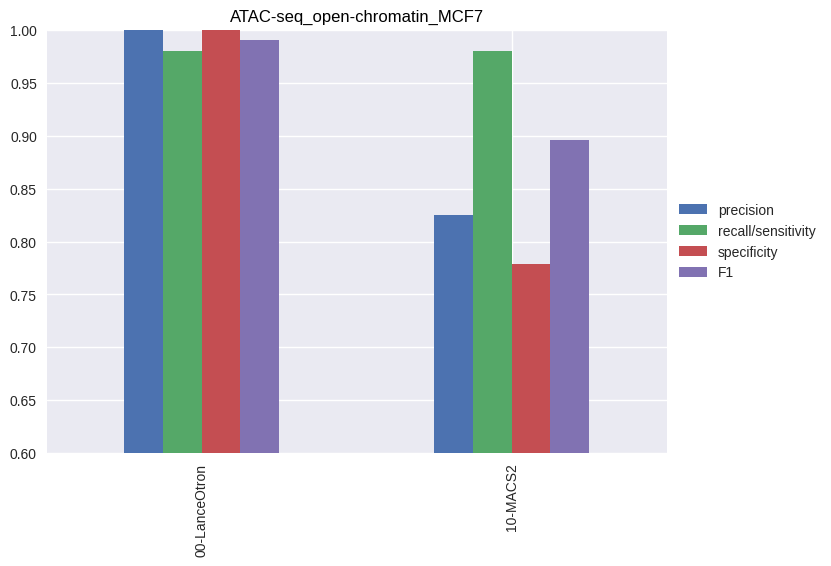 ATAC-seq_open-chromatin_MCF7
1.00
0.95
0.90
0.85
0.80
0.75
0.70
0.65
0.60
00-LanceOtron
10-MACS2
precision
recall/sensitivity
specificity
F1